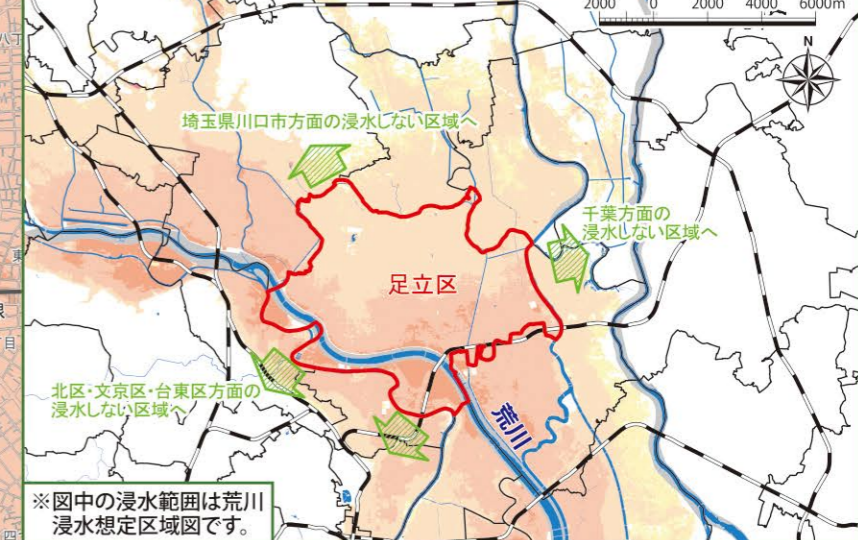 2000 0 2000 4000 6000m
N
埼玉県川口市方面の浸水しない区域へ
千葉方面の
浸水しない区域へ
足立区
北区・文京区・台東区方面の
浸水しない区域へ
荒川
※図中の浸水範囲は荒川
浸水想定区域図です。